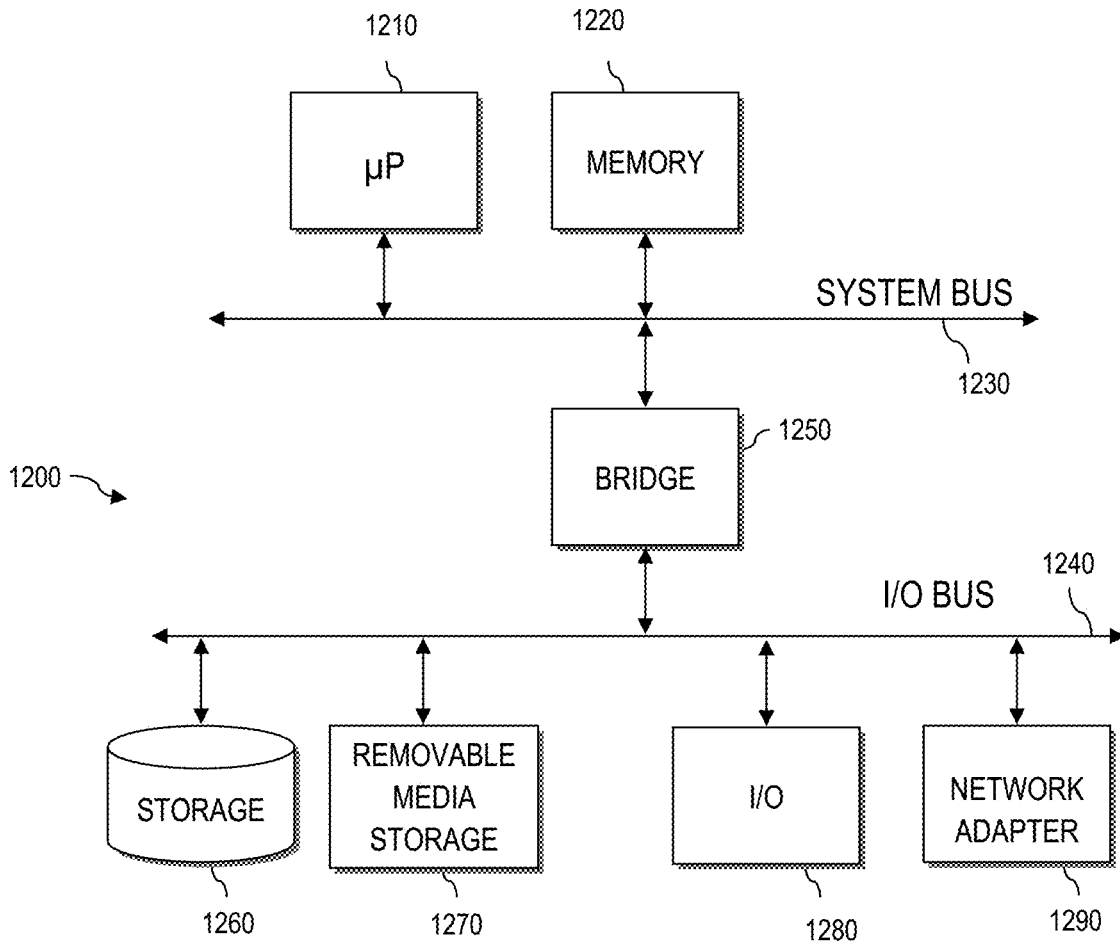 1210
1220
μP
MEMORY
SYSTEM BUS
1230
1250
BRIDGE
1200
1240
I/O BUS
STORAGE
REMOVABLE
MEDIA
STORAGE
I/O
NETWORK
ADAPTER
1260
1270
1280
1290